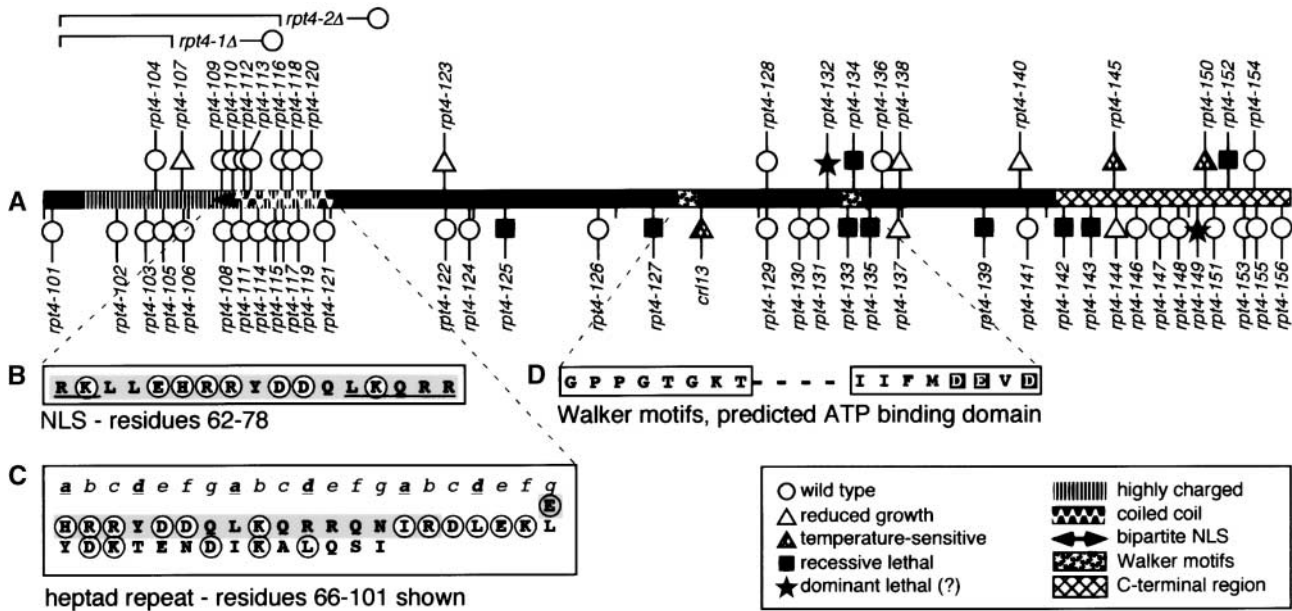 rpt4-2Δ
rpt4-1Δ
rpt4-104
rpt4-107
rpt4-109
rpt4-110
rpt4-112
rpt4-113
rpt4-116
rpt4-118
rpt4-120
rpt4-123
rpt4-128
rpt4-132
rpt4-134
rpt4-136
rpt4-138
rpt4-140
rpt4-145
rpt4-150
rpt4-152
rpt4-154
A
rpt4-101
rpt4-102
rpt4-103
rpt4-105
rpt4-106
rpt4-108
rpt4-111
rpt4-114
rpt4-115
rpt4-117
rpt4-119
rpt4-121
rpt4-122
rpt4-124
rpt4-125
rpt4-126
rpt4-127
crl13
rpt4-129
rpt4-130
rpt4-131
rpt4-133
rpt4-135
rpt4-137
rpt4-139
rpt4-141
rpt4-142
rpt4-143
rpt4-144
rpt4-146
rpt4-147
rpt4-148
rpt4-149
rpt4-151
rpt4-153
rpt4-155
rpt4-156
B
R K L L E H R R Y D D Q L K Q R R
NLS - residues 62-78
D
G P P G T G K T - - - - I I F M D E V D
Walker motifs, predicted ATP binding domain
C
a b c d e f g a b c d e f g a b c d e f g
E
H R R Y D D Q L K Q R R Q N I R D L E K L
Y D K T E N D I K A L Q S I
heptad repeat - residues 66-101 shown
wild type
reduced growth
temperature-sensitive
recessive lethal
dominant lethal (?)
highly charged
coiled coil
bipartite NLS
Walker motifs
C-terminal region